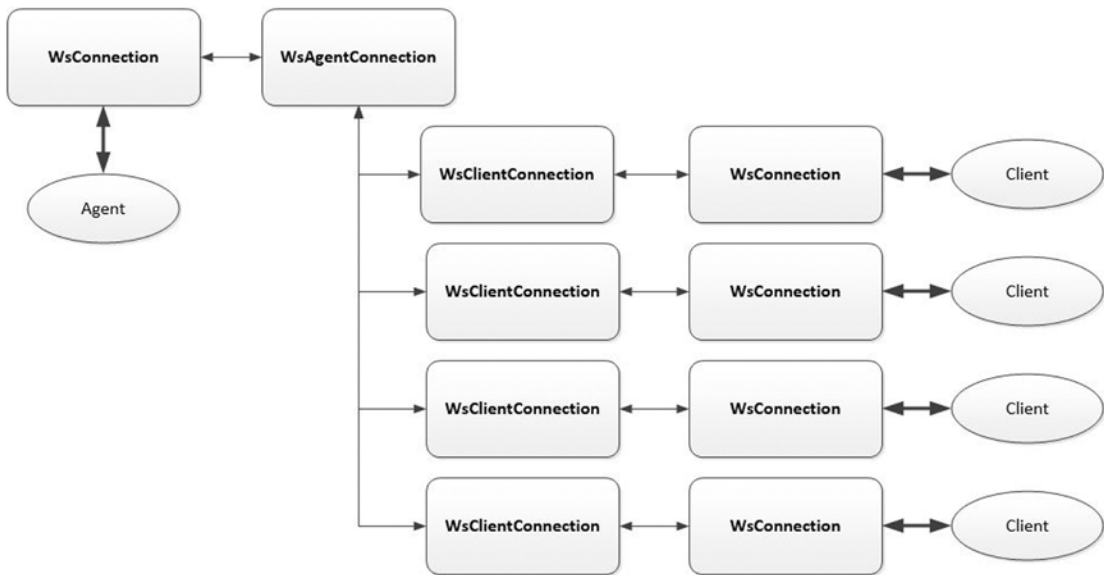 WsConnection
WsAgentConnection
Agent
WsClientConnection
WsConnection
Client
WsClientConnection
WsConnection
Client
WsClientConnection
WsConnection
Client
WsClientConnection
WsConnection
Client